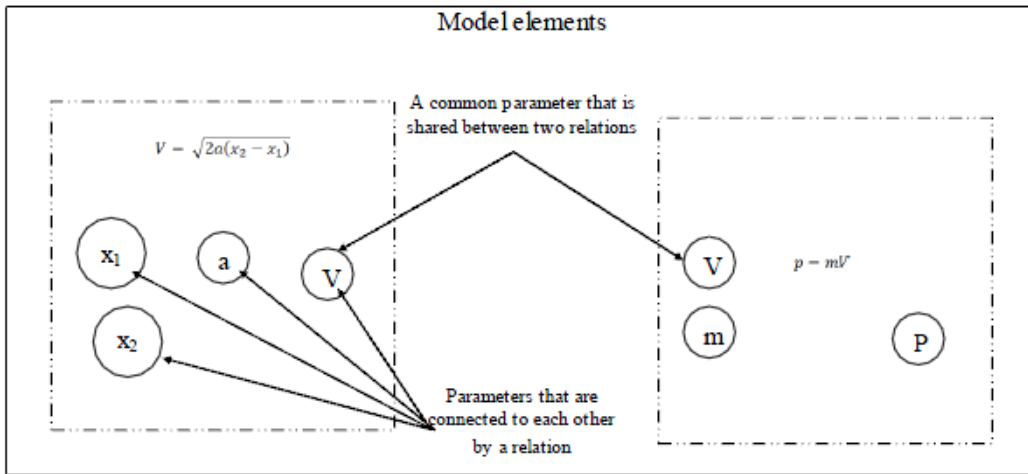 Model elements
A common parameter that is
shared between two relations
V = √2a(x₂ − x₁)
x₁
a
V
x₂
V
p = mV
m
P
Parameters that are
connected to each other
by a relation